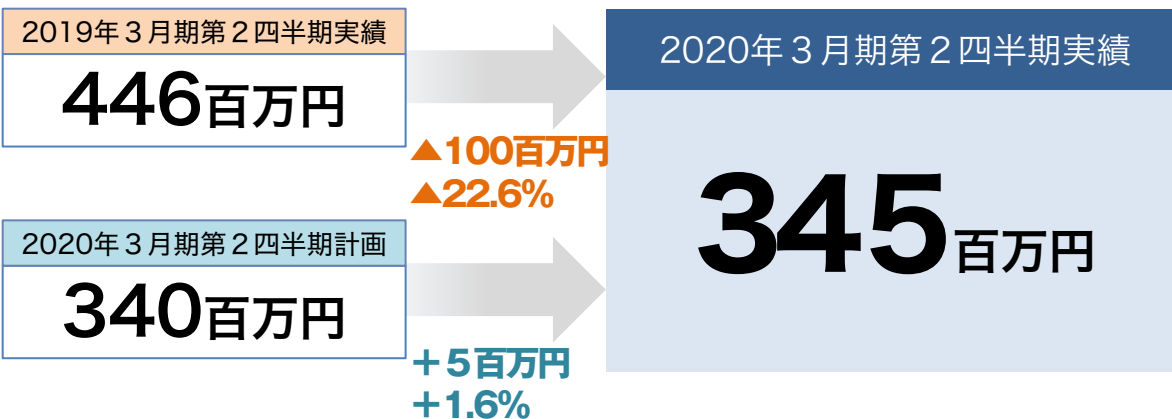 2019年３月期第２四半期実績
446百万円
▲100百万円
▲22.6%
2020年３月期第２四半期計画
340百万円
＋５百万円
＋1.6%
2020年３月期第２四半期実績
345百万円